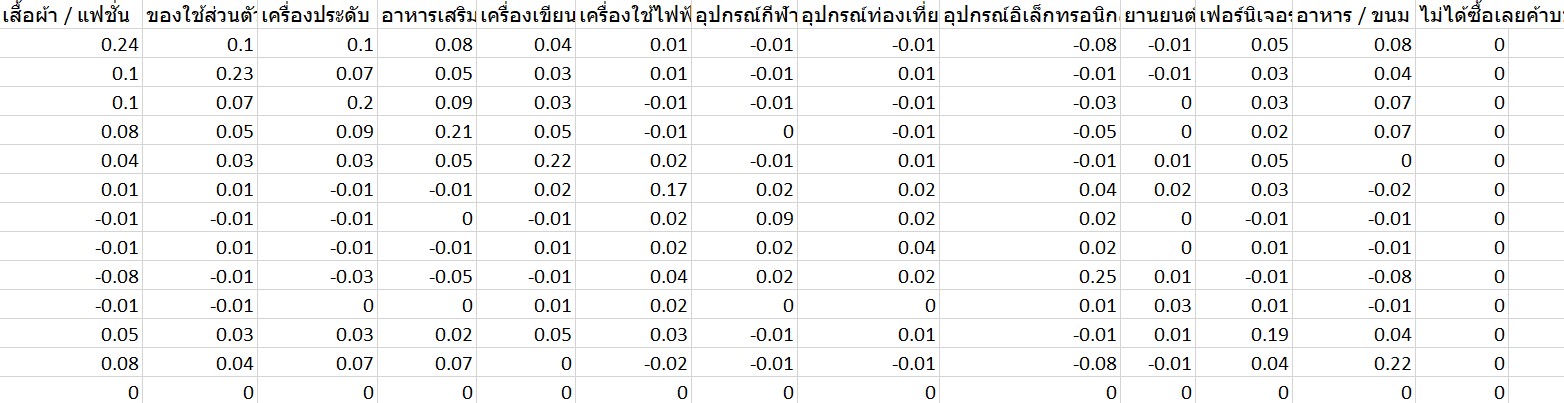 เสื้อผ้า / แฟชั่น ของใช้ส่วนตัว เครื่องประดับ อาหารเสริม เครื่องเขียน เครื่องใช้ไฟฟ้ อุปกรณ์กีฬา อุปกรณ์ท่องเที่ย อุปกรณ์อิเล็กทรอนิก ยานยนต์ เฟอร์นิเจอร์ อาหาร / ขนม ไม่ได้ซื้อเลยค้าบ
0.24 0.1 0.1 0.08 0.04 0.01 -0.01 -0.01 -0.08 -0.01 0.05 0.08 0
0.1 0.23 0.07 0.05 0.03 0.01 -0.01 0.01 -0.01 -0.01 0.03 0.04 0
0.1 0.07 0.2 0.09 0.03 -0.01 -0.01 -0.01 -0.03 0 0.03 0.07 0
0.08 0.05 0.09 0.21 0.05 -0.01 0 -0.01 -0.05 0 0.02 0.07 0
0.04 0.03 0.03 0.05 0.22 0.02 -0.01 0.01 -0.01 0.01 0.05 0 0
0.01 0.01 -0.01 -0.01 0.02 0.17 0.02 0.02 0.04 0.02 0.03 -0.02 0
-0.01 -0.01 -0.01 0 -0.01 0.02 0.09 0.02 0.02 0 -0.01 -0.01 0
-0.01 0.01 -0.01 -0.01 0.01 0.02 0.02 0.04 0.02 0 0.01 -0.01 0
-0.08 -0.01 -0.03 -0.05 -0.01 0.04 0.02 0.02 0.25 0.01 -0.01 -0.08 0
-0.01 -0.01 0 0 0.01 0.02 0 0 0.01 0.03 0.01 -0.01 0
0.05 0.03 0.03 0.02 0.05 0.03 -0.01 0.01 -0.01 0.01 0.19 0.04 0
0.08 0.04 0.07 0.07 0 -0.02 -0.01 -0.01 -0.08 -0.01 0.04 0.22 0
0 0 0 0 0 0 0 0 0 0 0 0 0